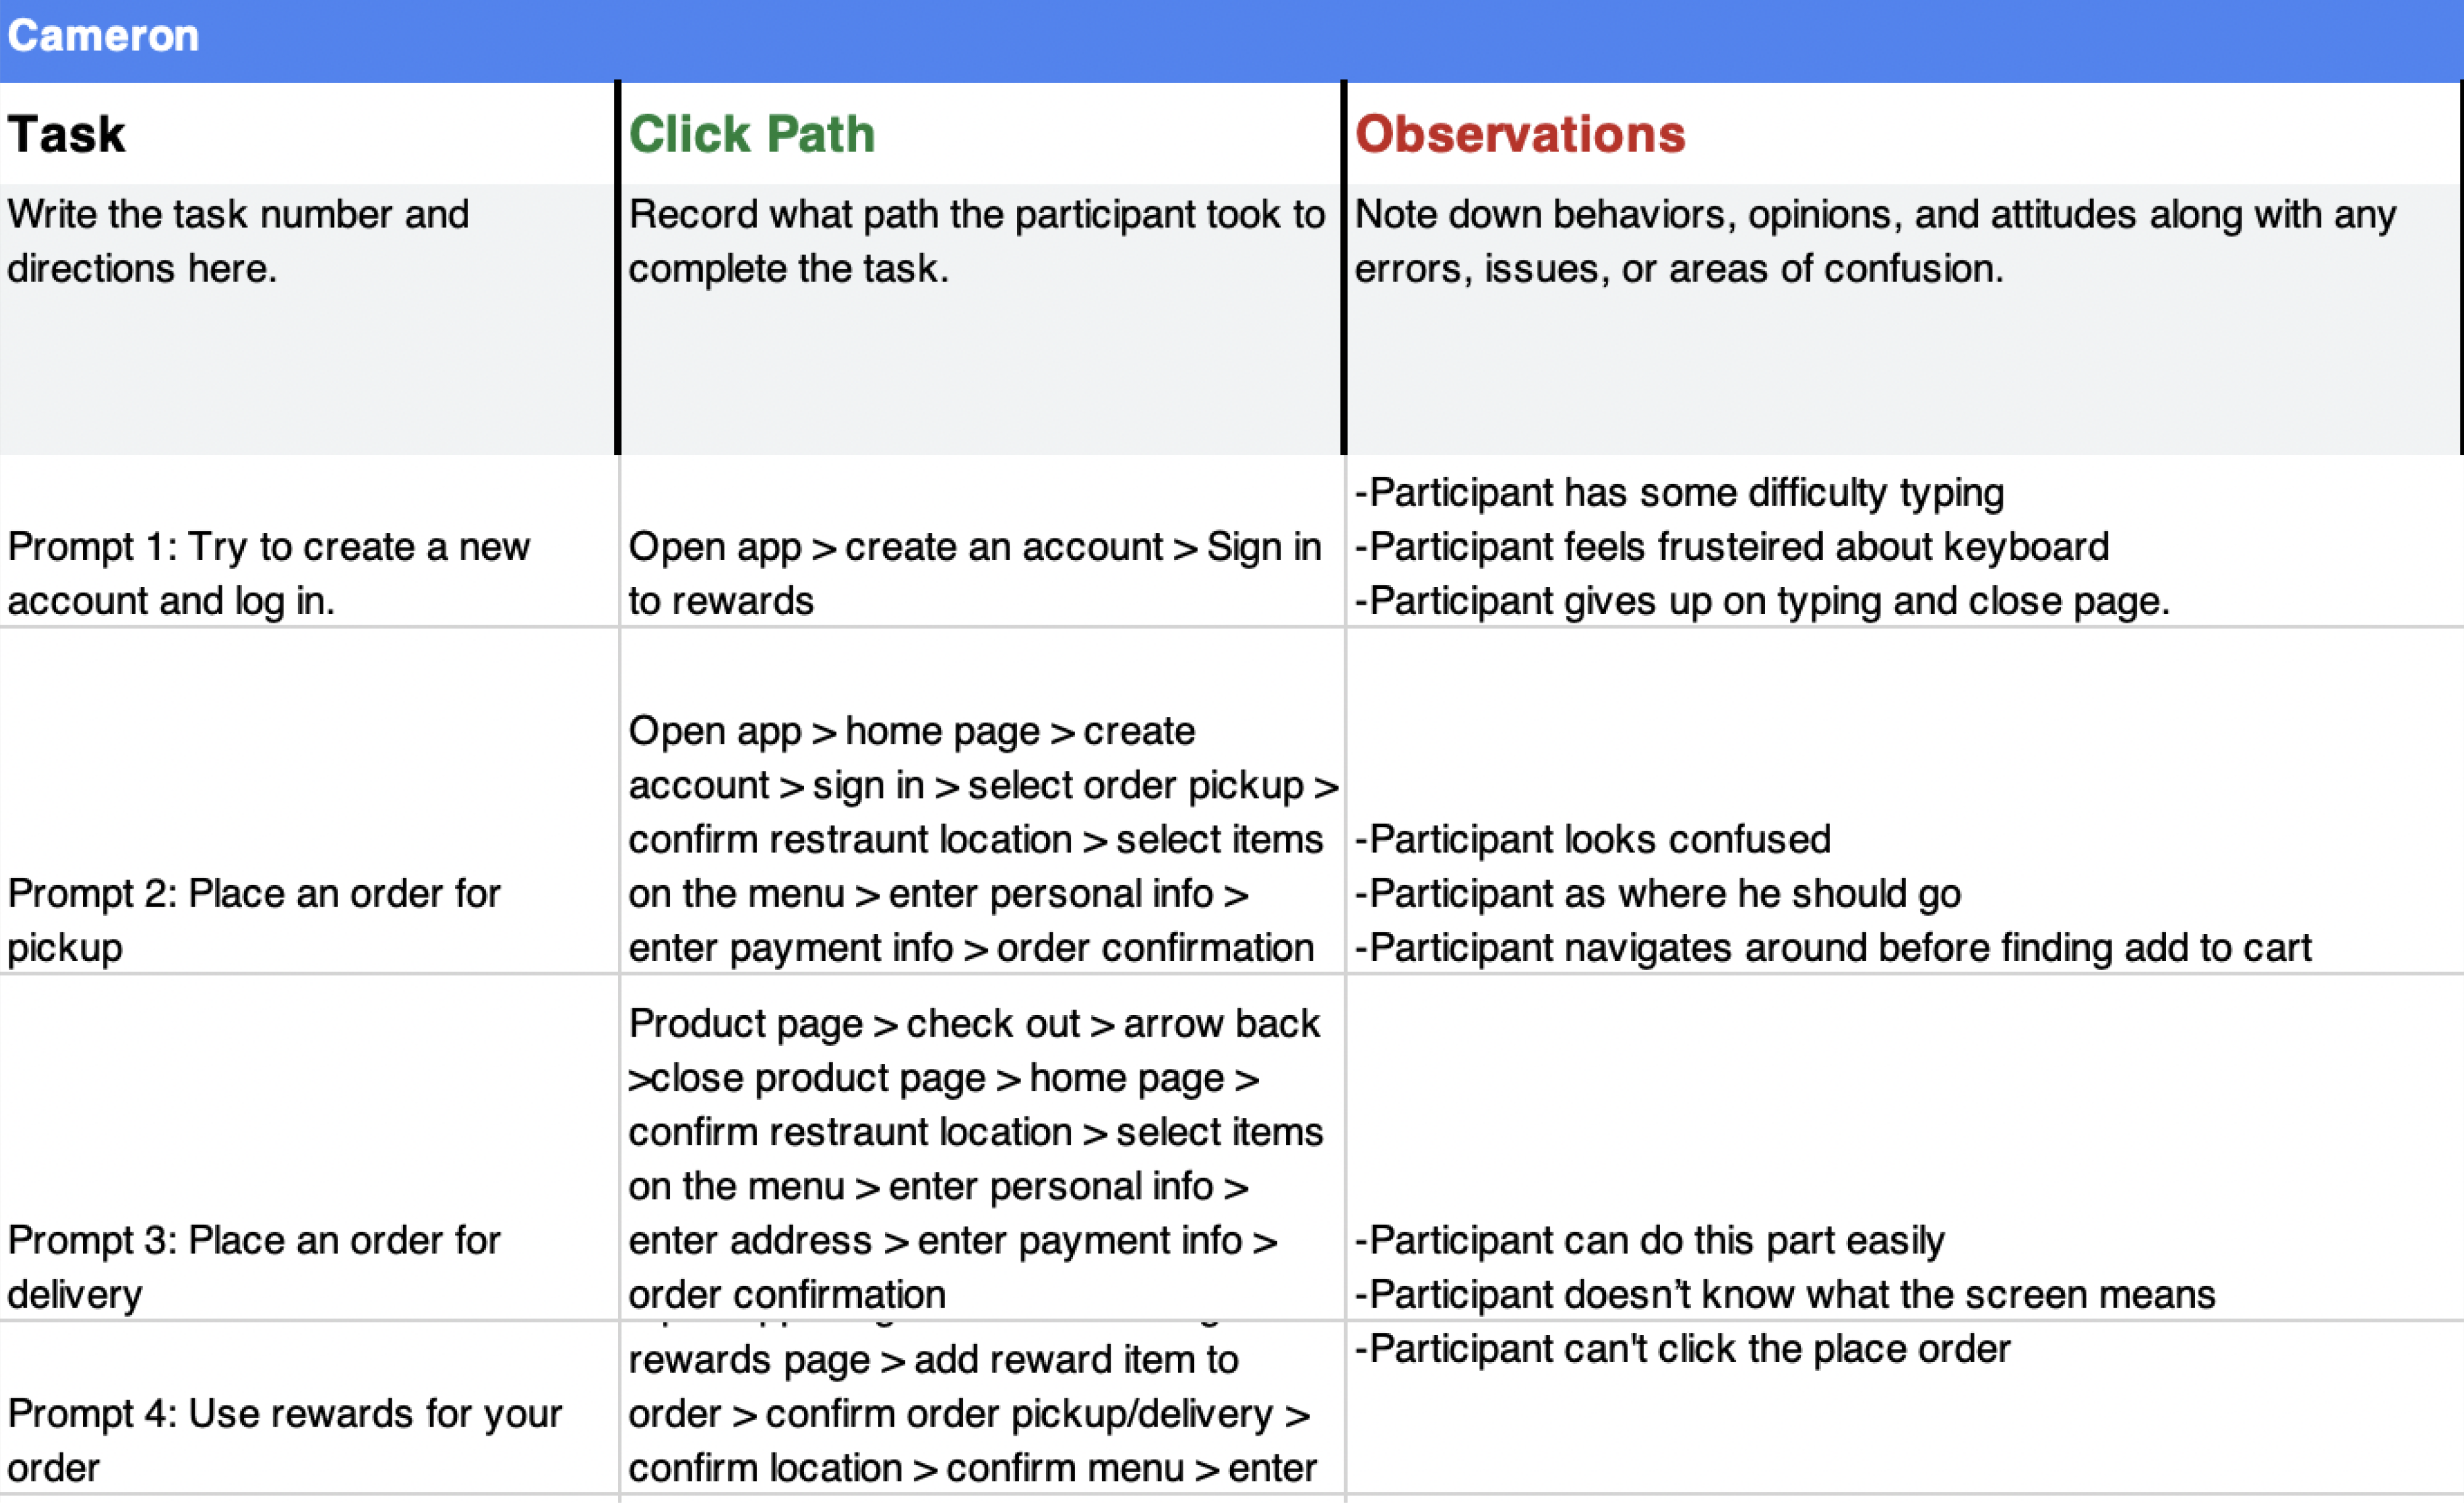 Cameron
Task
Click Path
Observations
Write the task number and
directions here.
Record what path the participant took to
complete the task.
Note down behaviors, opinions, and attitudes along with any
errors, issues, or areas of confusion.
Prompt 1: Try to create a new
account and log in.
Open app > create an account > Sign in
to rewards
-Participant has some difficulty typing
-Participant feels frusteired about keyboard
-Participant gives up on typing and close page.
Prompt 2: Place an order for
pickup
Open app > home page > create
account > sign in > select order pickup >
confirm restraunt location > select items
on the menu > enter personal info >
enter payment info > order confirmation
-Participant looks confused
-Participant as where he should go
-Participant navigates around before finding add to cart
Prompt 3: Place an order for
delivery
Product page > check out > arrow back
>close product page > home page >
confirm restraunt location > select items
on the menu > enter personal info >
enter address > enter payment info >
order confirmation
-Participant can do this part easily
-Participant doesn't know what the screen means
Prompt 4: Use rewards for your
order
rewards page > add reward item to
order > confirm order pickup/delivery >
confirm location > confirm menu > enter
-Participant can't click the place order